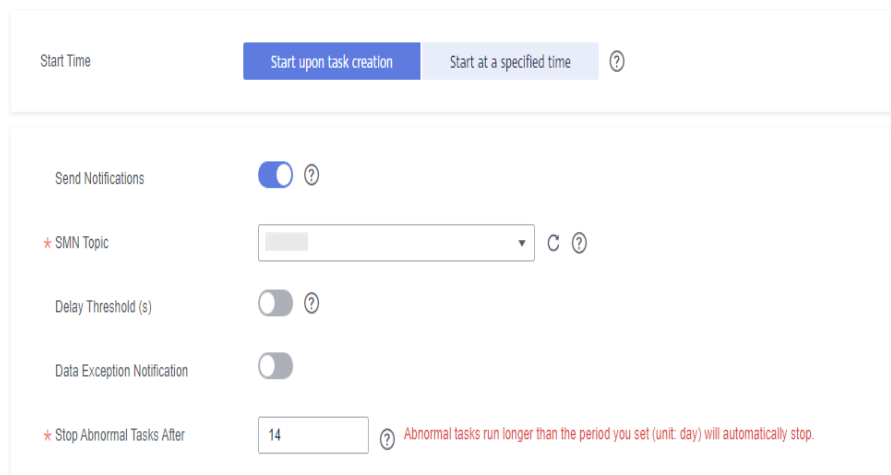 Start Time Start upon task creation Start at a specified time ?
Send Notifications ?
* SMN Topic ?
Delay Threshold (s) ?
Data Exception Notification
* Stop Abnormal Tasks After 14 ? Abnormal tasks run longer than the period you set (unit: day) will automatically stop.